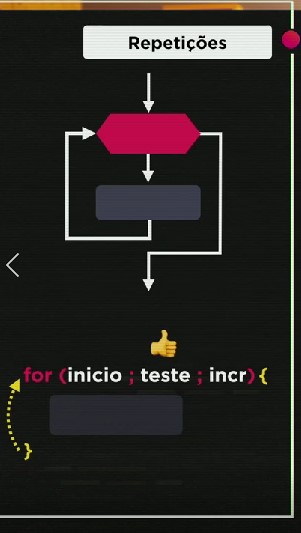 Repetições
for (inicio ; teste ; incr) {
}